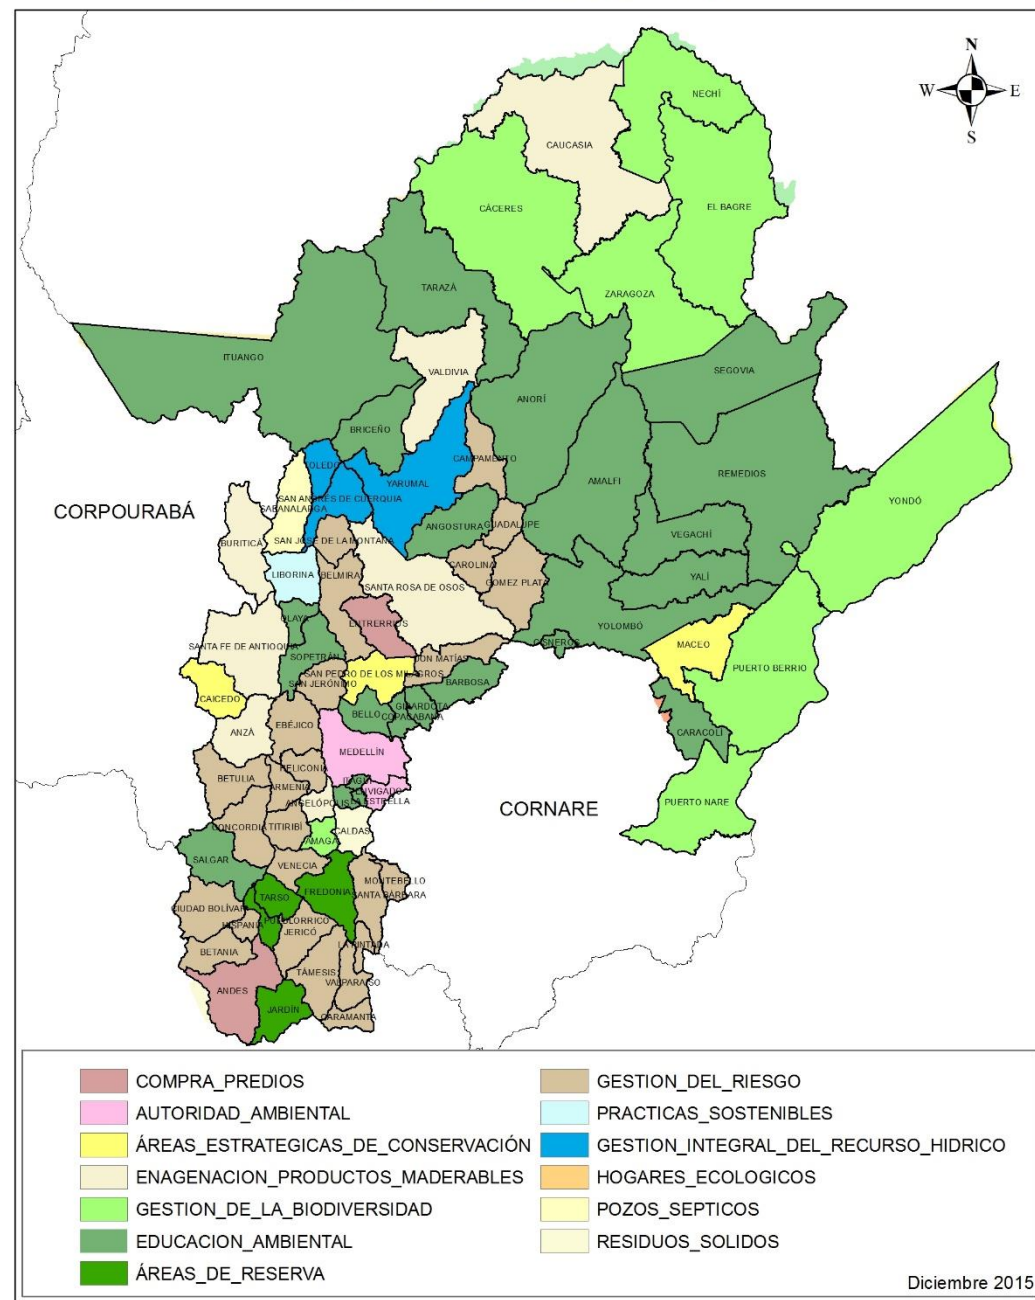 N
W E
S
NECHÍ
CAUCASIA
CÁCERES
EL BAGRE
TARAZÁ
ZARAGOZA
ITUANGO
VALDIVIA
SEGOVIA
ANORÍ
BRICEÑO
CAMPAMENTO
TOLEDO
YARUMAL
AMALFI
REMEDIOS
YONDÓ
SAN ANDRÉS DE CUERQUIA
SABANALARGA
CORPOURABÁ
ANGOSTURA
GUADALUPE
VEGACHÍ
BURITICÁ
SAN JOSÉ DE LA MONTAÑA
CAROLINA
LIBORINA
BELMIRA
SANTA ROSA DE OSOS
GOMEZ PLATA
YALÍ
OLAYA
ENTRERRIOS
YOLOMBÓ
CISNEROS
MACEO
SANTA FE DE ANTIOQUIA
SOPETRÁN
DON MATÍAS
PUERTO BERRIO
SAN PEDRO DE LOS MILAGROS
SAN JERÓNIMO
BARBOSA
CAICEDO
GIRARDOTA
BELLO
COPACABANA
ANZÁ
EBÉJICO
CARACOLÍ
MEDELLÍN
HELICONIA
BETULIA
ITAGUI
ARMENIA
ENVIGADO
ANGELÓPOLIS
LA ESTRELLA
PUERTO NARE
CORNARE
CONCORDIA
TITIRIBÍ
CALDAS
AMAGÁ
SALGAR
VENECIA
MONTEBELLO
FREDONIA
SANTA BÁRBARA
TARSO
CIUDAD BOLÍVAR
PUEBLORRICO
HISPANIA
JERICÓ
LA PINTADA
BETANIA
TÁMESIS
VALPARAISO
ANDES
JARDÍN
CARAMANTA
COMPRA_PREDIOS
AUTORIDAD_AMBIENTAL
ÁREAS_ESTRATEGICAS_DE_CONSERVACIÓN
ENAGENACION_PRODUCTOS_MADERABLES
GESTION_DE_LA_BIODIVERSIDAD
EDUCACION_AMBIENTAL
ÁREAS_DE_RESERVA
GESTION_DEL_RIESGO
PRACTICAS_SOSTENIBLES
GESTION_INTEGRAL_DEL_RECURSO_HIDRICO
HOGARES_ECOLOGICOS
POZOS_SEPTICOS
RESIDUOS_SOLIDOS
Diciembre 2015